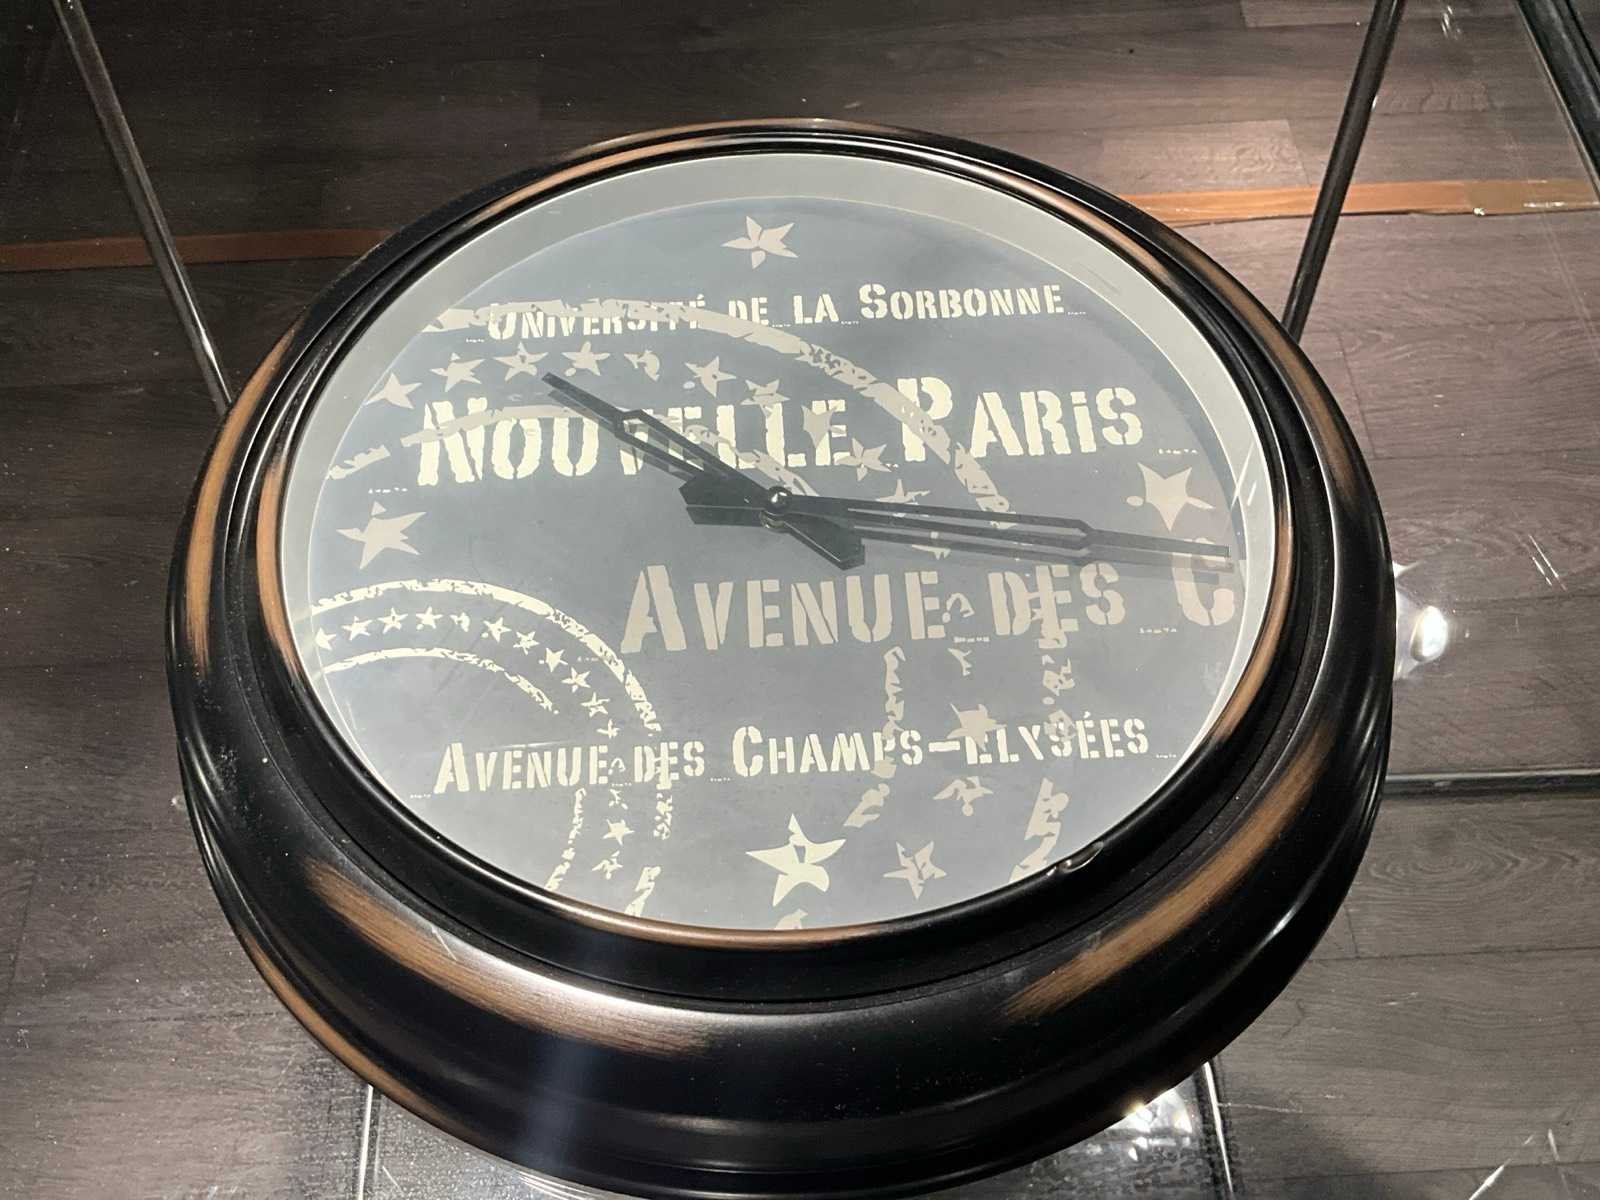 Université de la Sorbonne
Nouvelle Paris
Avenue des C
Avenue des Champs-Elysées